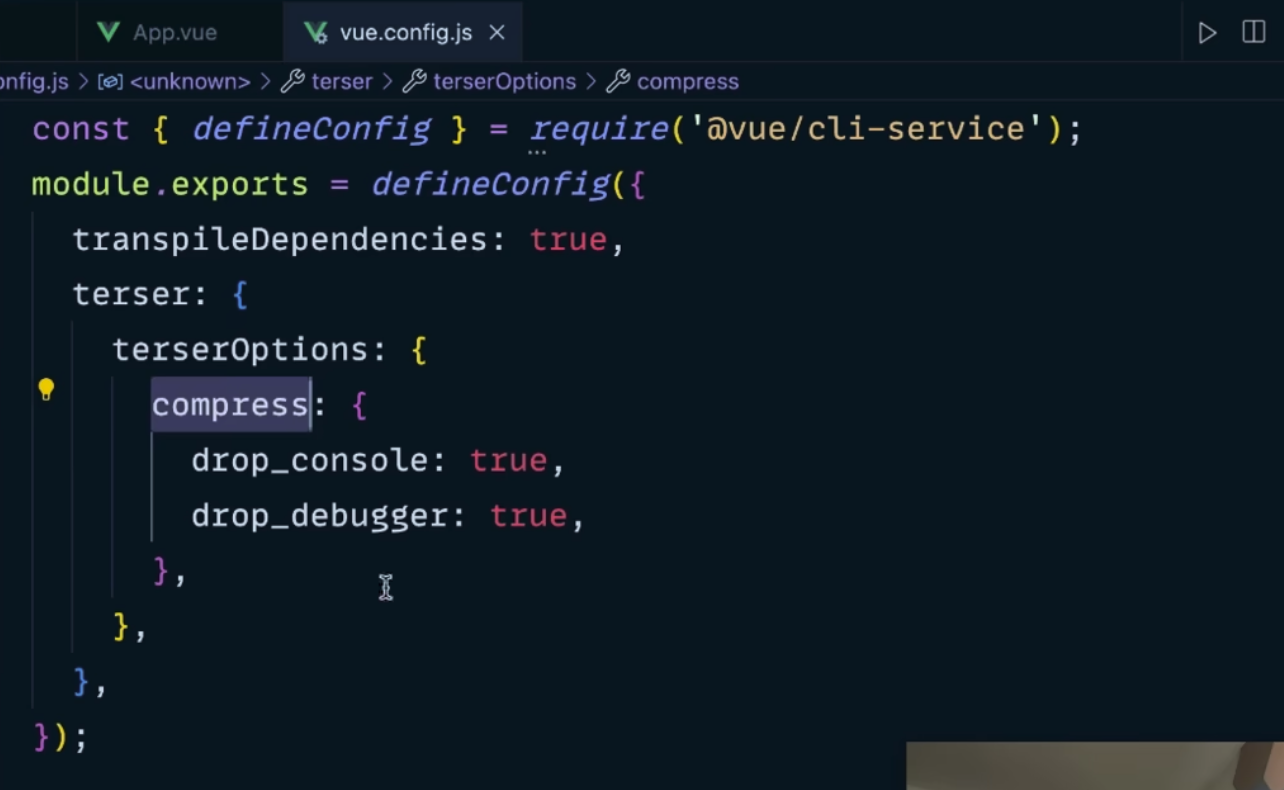 App.vue
vue.config.js
onfig.js > <unknown> > terser > terserOptions > compress
const { defineConfig } = require('@vue/cli-service');
module.exports = defineConfig({
transpileDependencies: true,
terser: {
terserOptions: {
compress: {
drop_console: true,
drop_debugger: true,
},
},
},
});